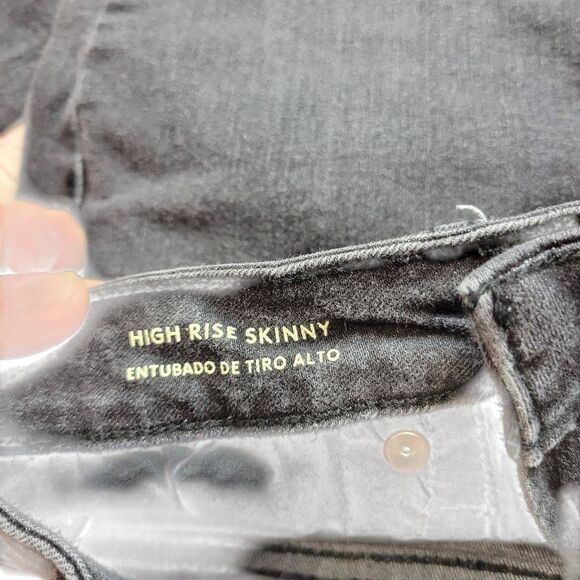 HIGH RISE SKINNY
ENTUBADO DE TIRO ALTO